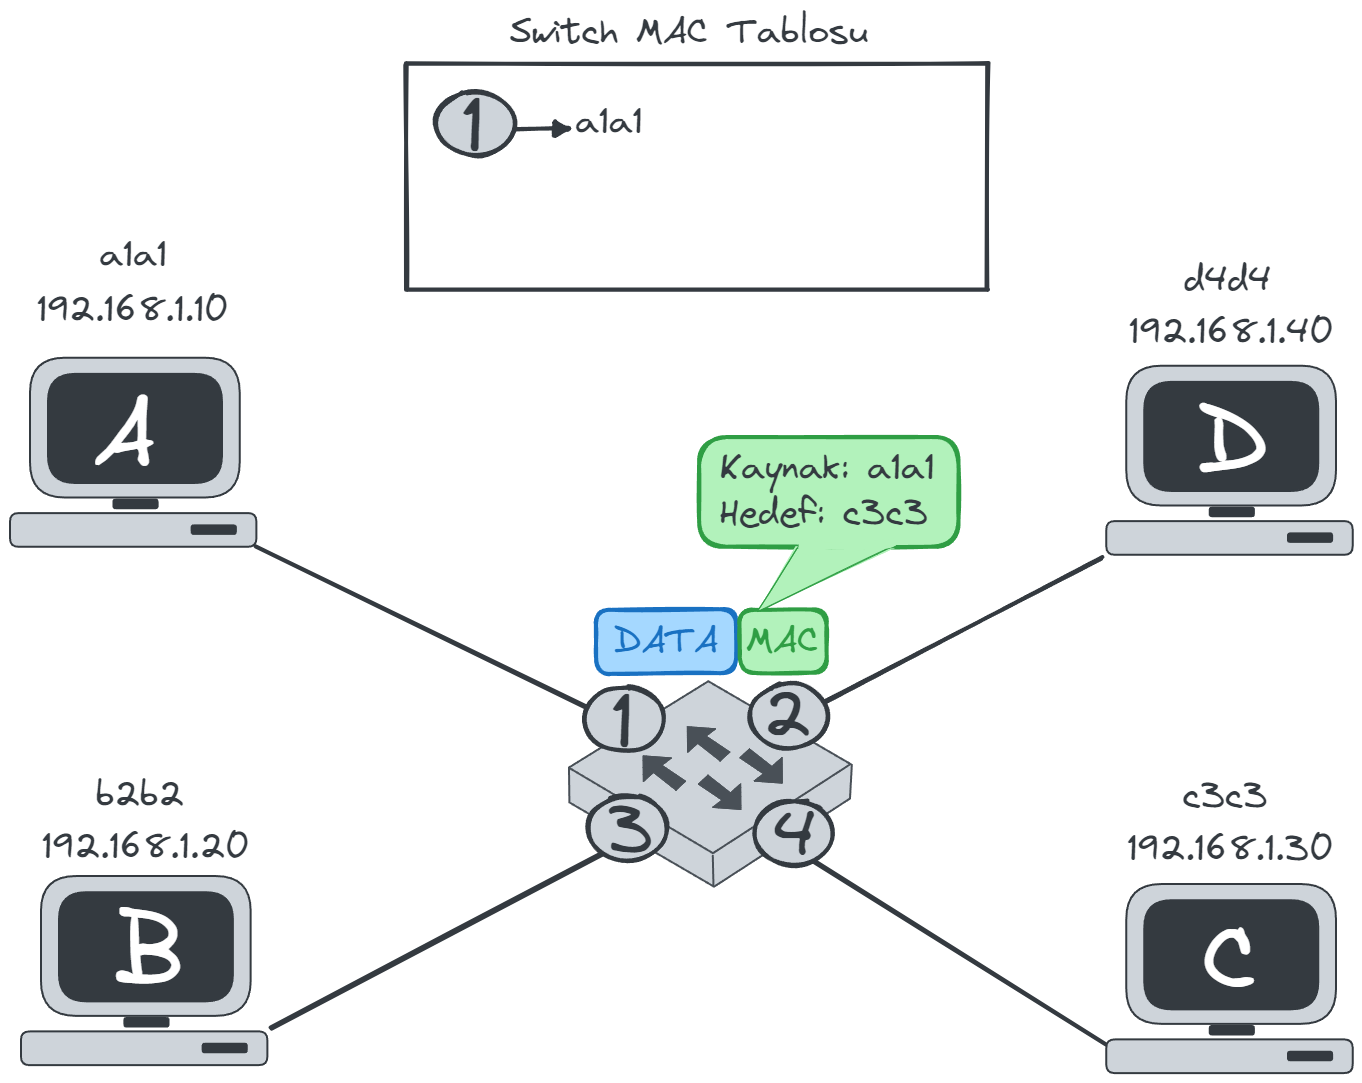 Switch MAC Tablosu
1
a1a1
a1a1
192.168.1.10
d4d4
192.168.1.40
A
D
Kaynak: a1a1
Hedef: c3c3
DATA
MAC
1
2
b2b2
192.168.1.20
3
4
c3c3
192.168.1.30
B
C